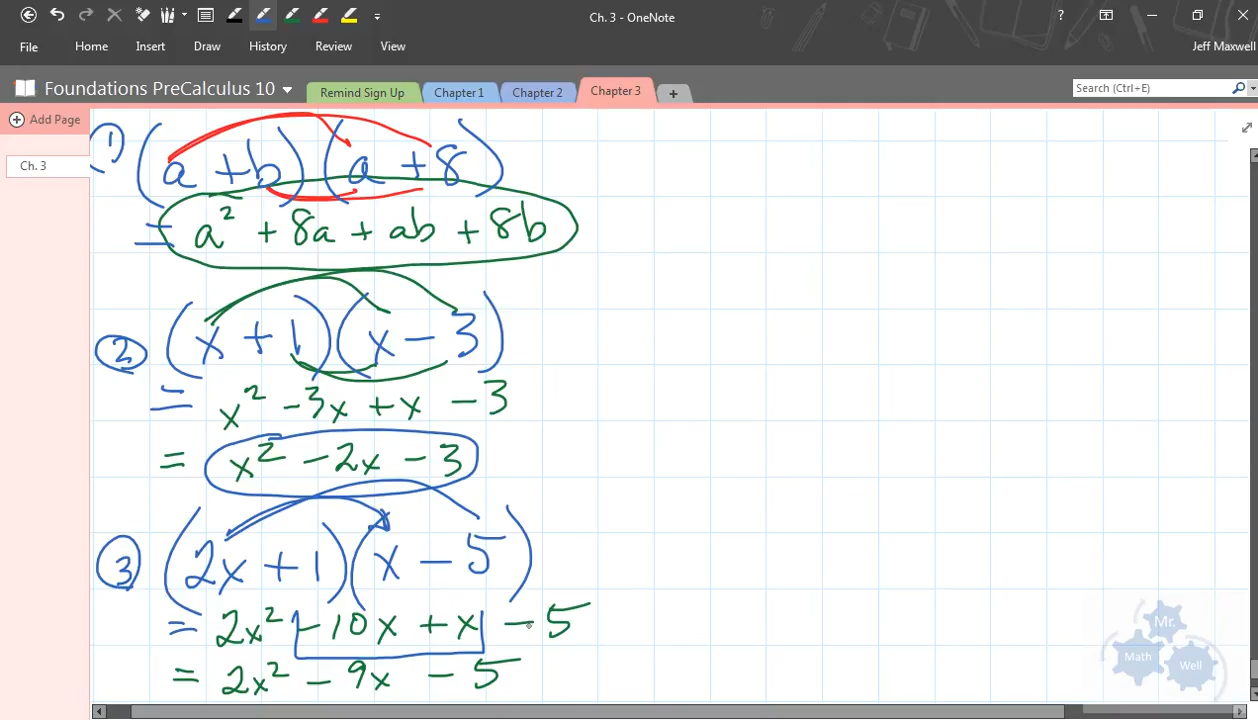 Ch. 3 - OneNote
?
File Home Insert Draw History Review View
Jeff Maxwell
Foundations PreCalculus 10
Remind Sign Up Chapter 1 Chapter 2 Chapter 3 +
Search (Ctrl+E)
Add Page
Ch. 3
1) (a + b)(a + 8)
= a² + 8a + ab + 8b
② (x + 1)(x - 3)
= x² - 3x + x - 3
= x² - 2x - 3
③ (2x + 1)(x - 5)
= 2x² - 10x + x - 5
= 2x² - 9x - 5
Mr.
Math Well